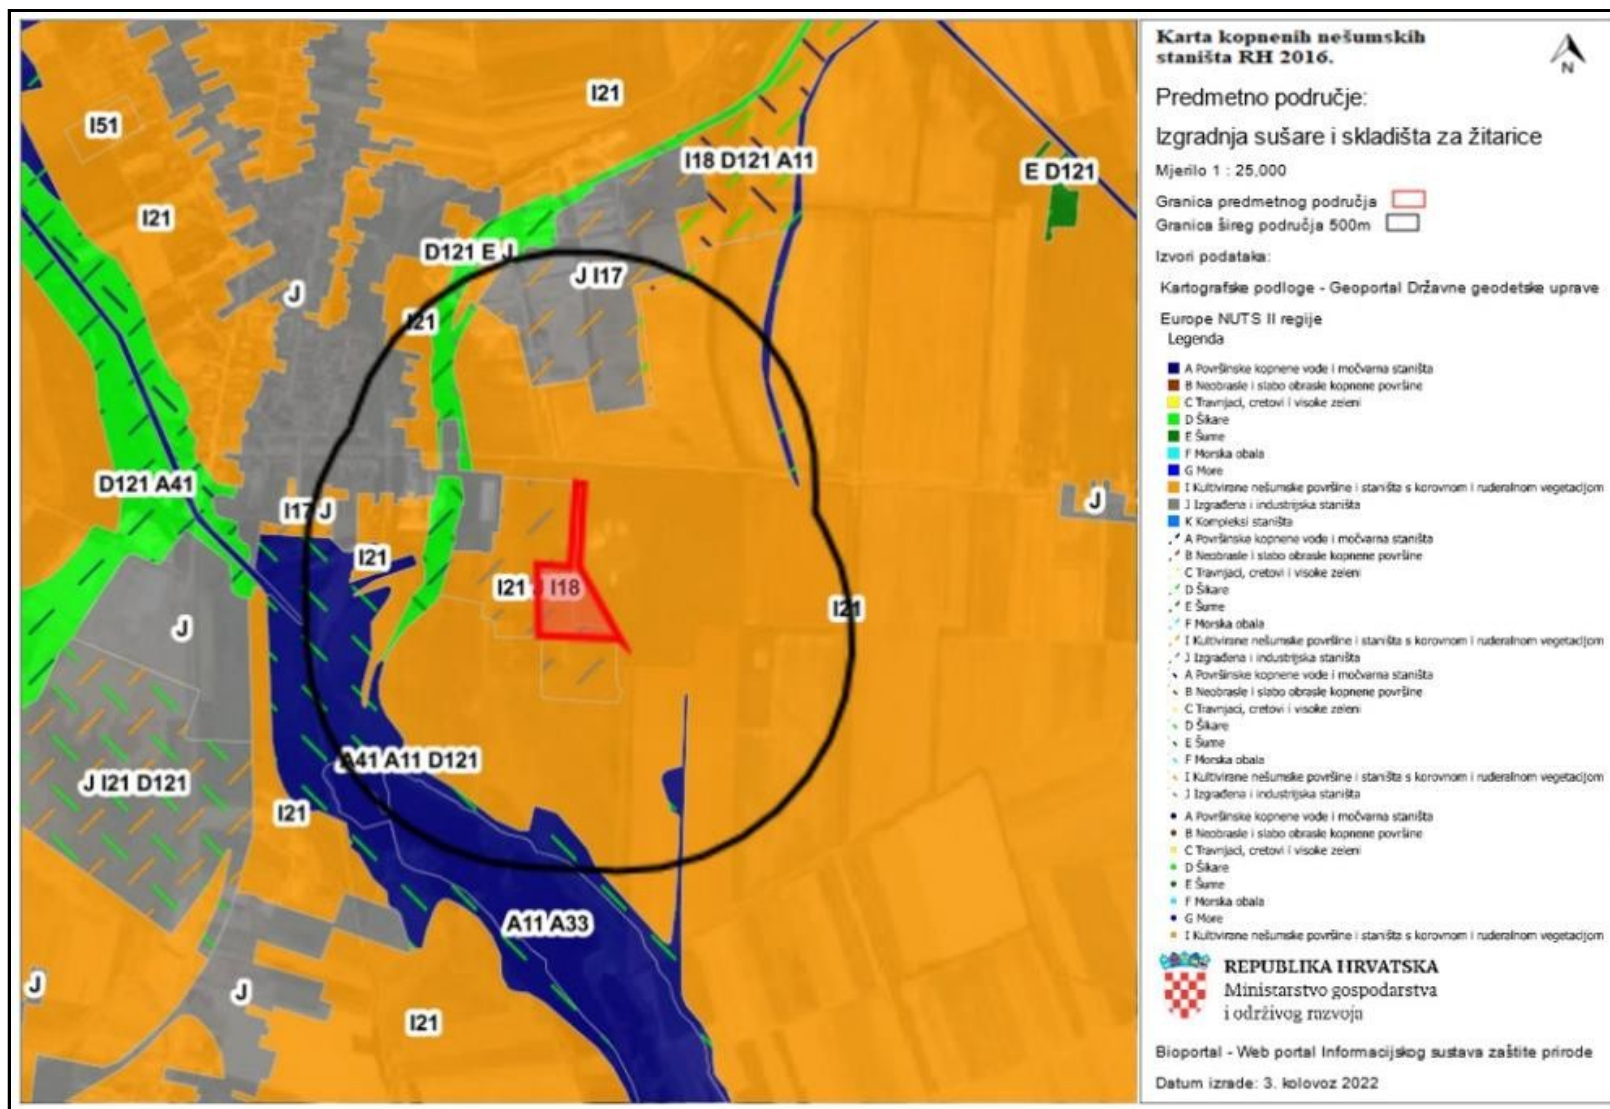 I21
I51
I18 D121 A11
E D121
I21
D121 E J
J I17
J
I21
D121 A41
I17 J
J
I21
I21 J I18
I21
J
A41 A11 D121
J I21 D121
I21
A11 A33
J
J
I21
Karta kopnenih nešumskih
staništa RH 2016.
N
Predmetno područje:
Izgradnja sušare i skladišta za žitarice
Mjerilo 1 : 25,000
Granica predmetnog područja
Granica šireg područja 500m
Izvori podataka:
Kartografske podloge - Geoportal Državne geodetske uprave
Europe NUTS II regije
Legenda
A Površinske kopnene vode i močvarna staništa
B Neobrasle i slabo obrasle kopnene površine
C Travnjaci, cretovi i visoke zeleni
D Šikare
E Šume
F Morska obala
G More
I Kultivirane nešumske površine i staništa s korovnom i ruderalnom vegetacijom
J Izgrađena i industrijska staništa
K Kompleksi staništa
A Površinske kopnene vode i močvarna staništa
B Neobrasle i slabo obrasle kopnene površine
C Travnjaci, cretovi i visoke zeleni
D Šikare
E Šume
F Morska obala
I Kultivirane nešumske površine i staništa s korovnom i ruderalnom vegetacijom
J Izgrađena i industrijska staništa
A Površinske kopnene vode i močvarna staništa
B Neobrasle i slabo obrasle kopnene površine
C Travnjaci, cretovi i visoke zeleni
D Šikare
E Šume
F Morska obala
I Kultivirane nešumske površine i staništa s korovnom i ruderalnom vegetacijom
J Izgrađena i industrijska staništa
A Površinske kopnene vode i močvarna staništa
B Neobrasle i slabo obrasle kopnene površine
C Travnjaci, cretovi i visoke zeleni
D Šikare
E Šume
F Morska obala
G More
I Kultivirane nešumske površine i staništa s korovnom i ruderalnom vegetacijom
REPUBLIKA HRVATSKA
Ministarstvo gospodarstva
i održivog razvoja
Bioportal - Web portal Informacijskog sustava zaštite prirode
Datum izrade: 3. kolovoz 2022